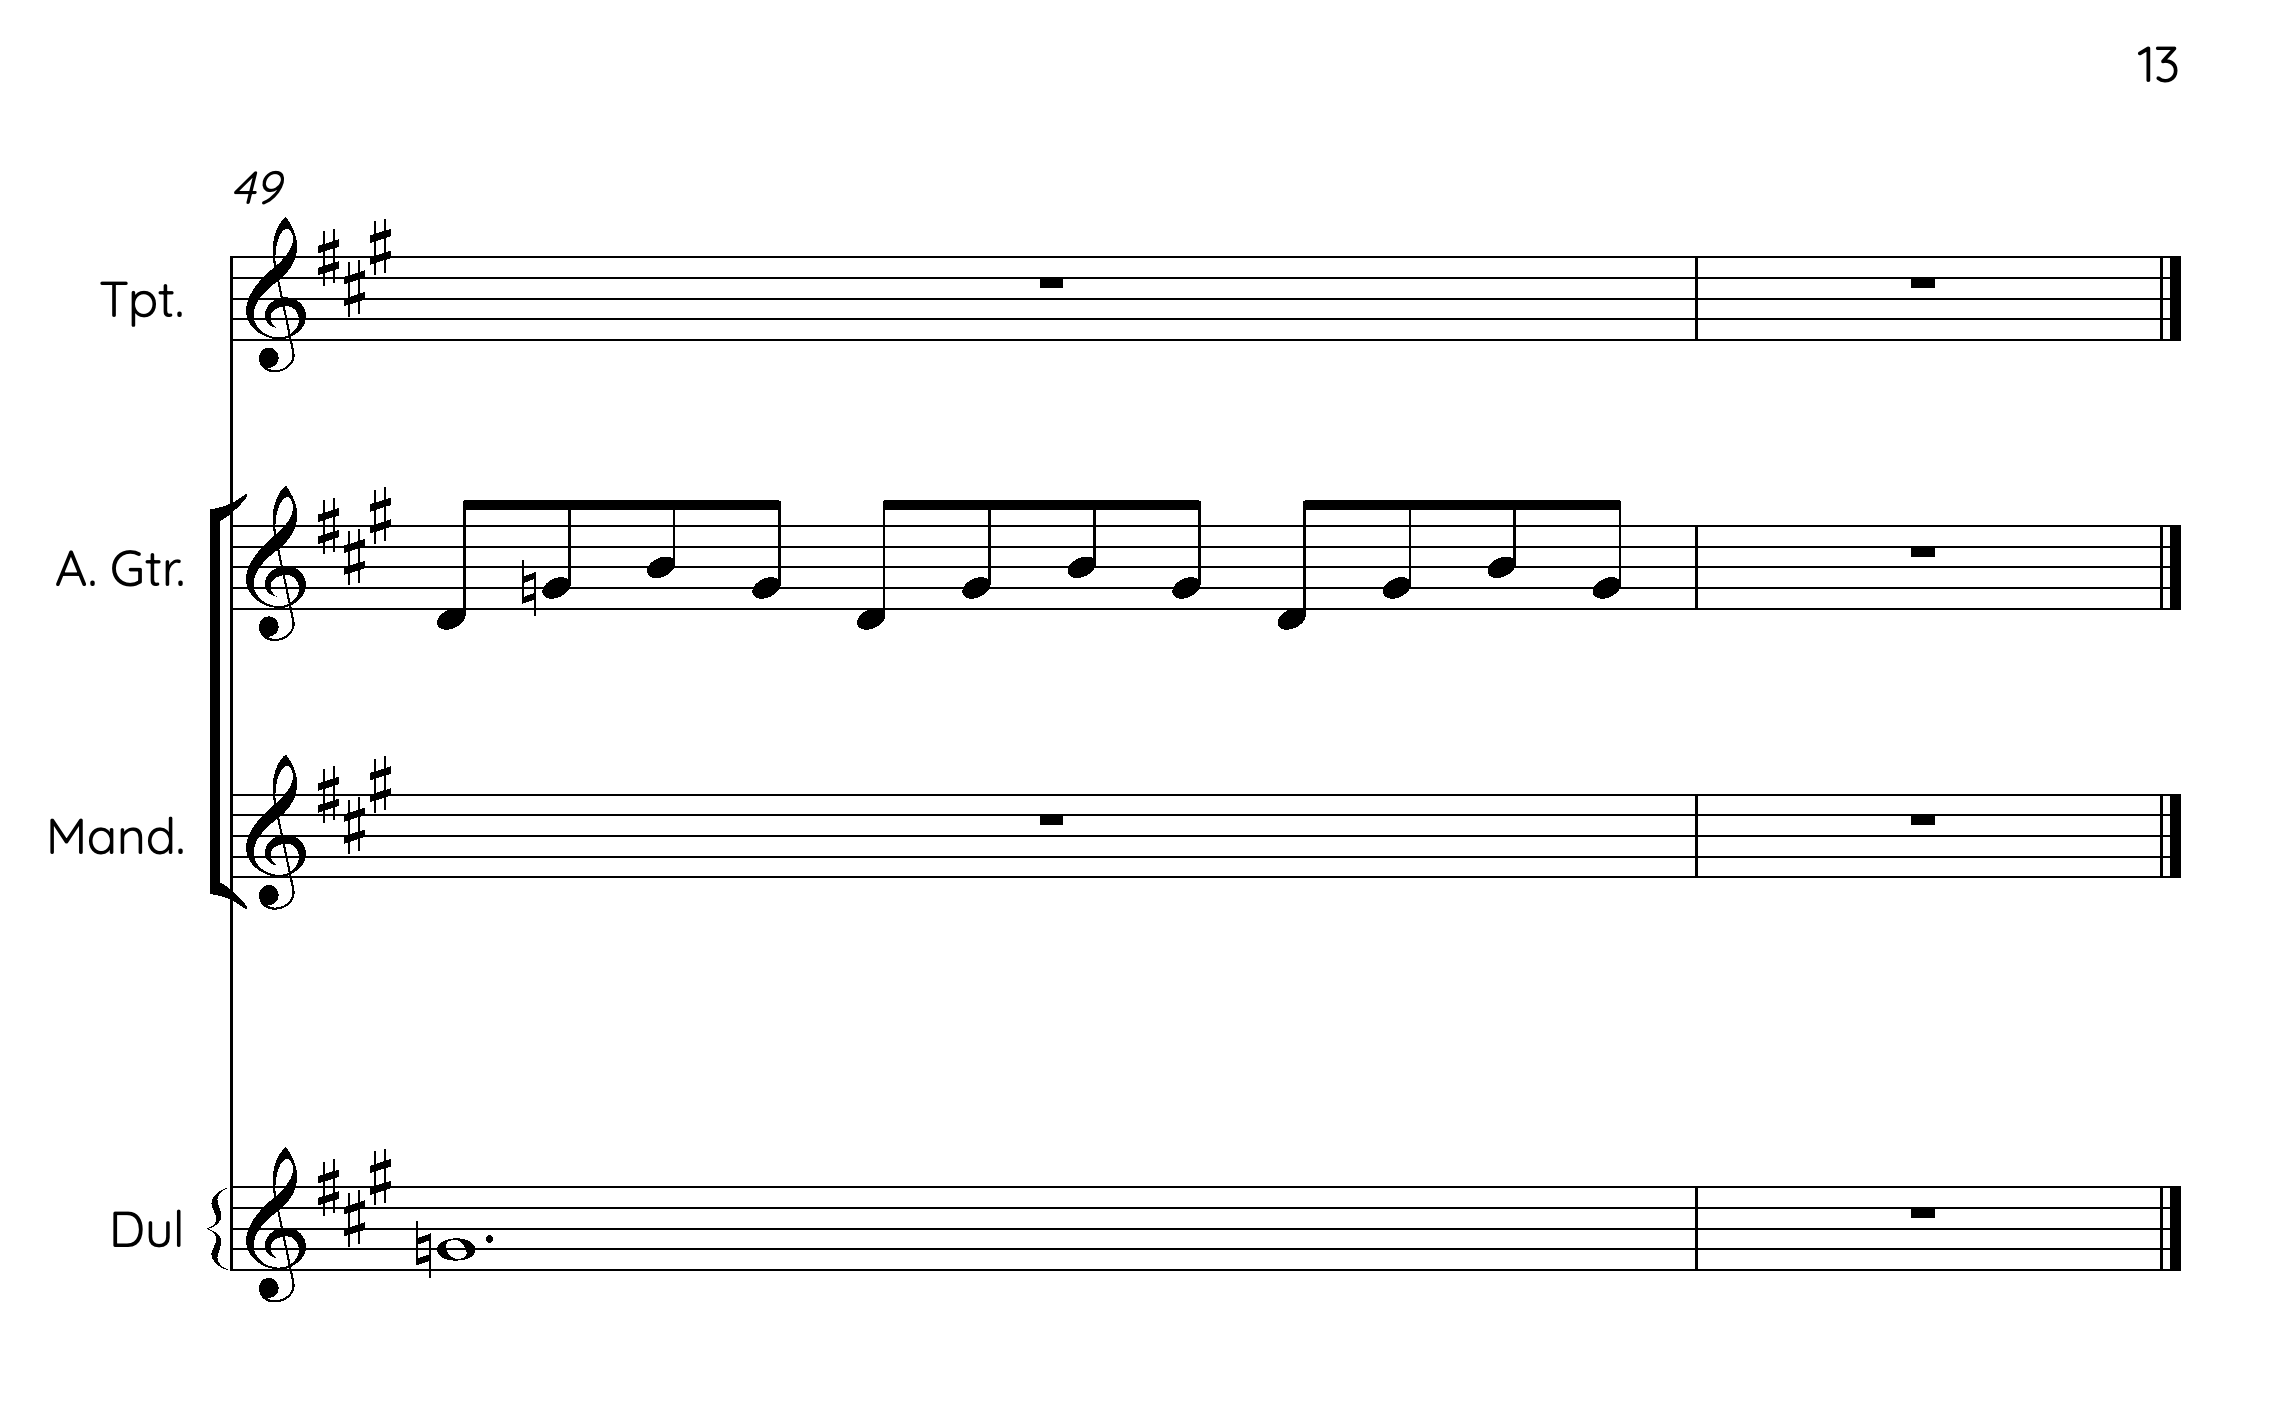 13
49
Tpt.
A. Gtr.
Mand.
Dul